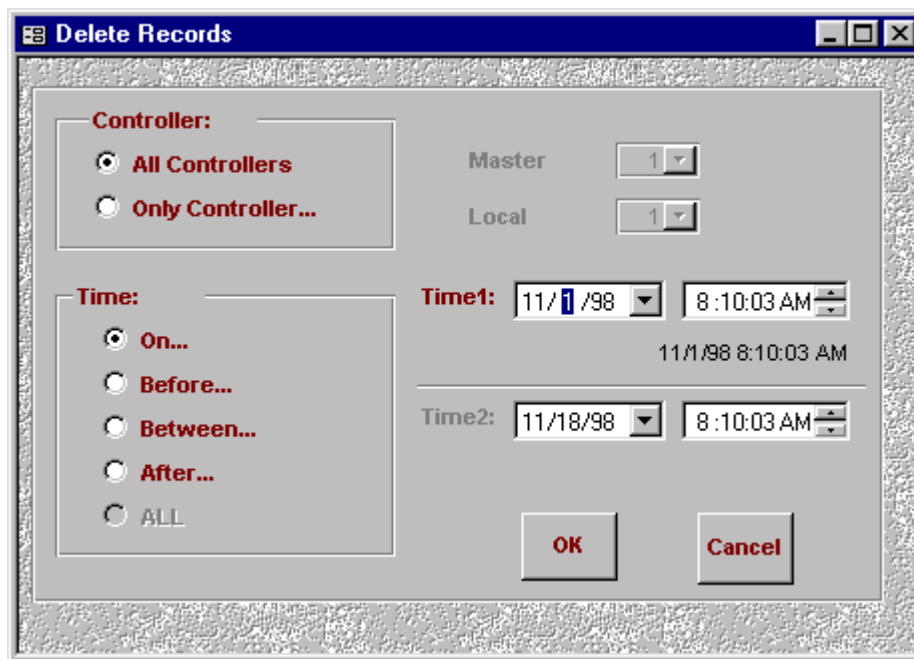 Delete Records
Controller:
All Controllers
Only Controller...
Master 1
Local 1
Time:
On...
Before...
Between...
After...
ALL
Time1: 11/ 1 /98 8 :10:03 AM
11/1/98 8:10:03 AM
Time2: 11/18/98 8 :10:03 AM
OK
Cancel